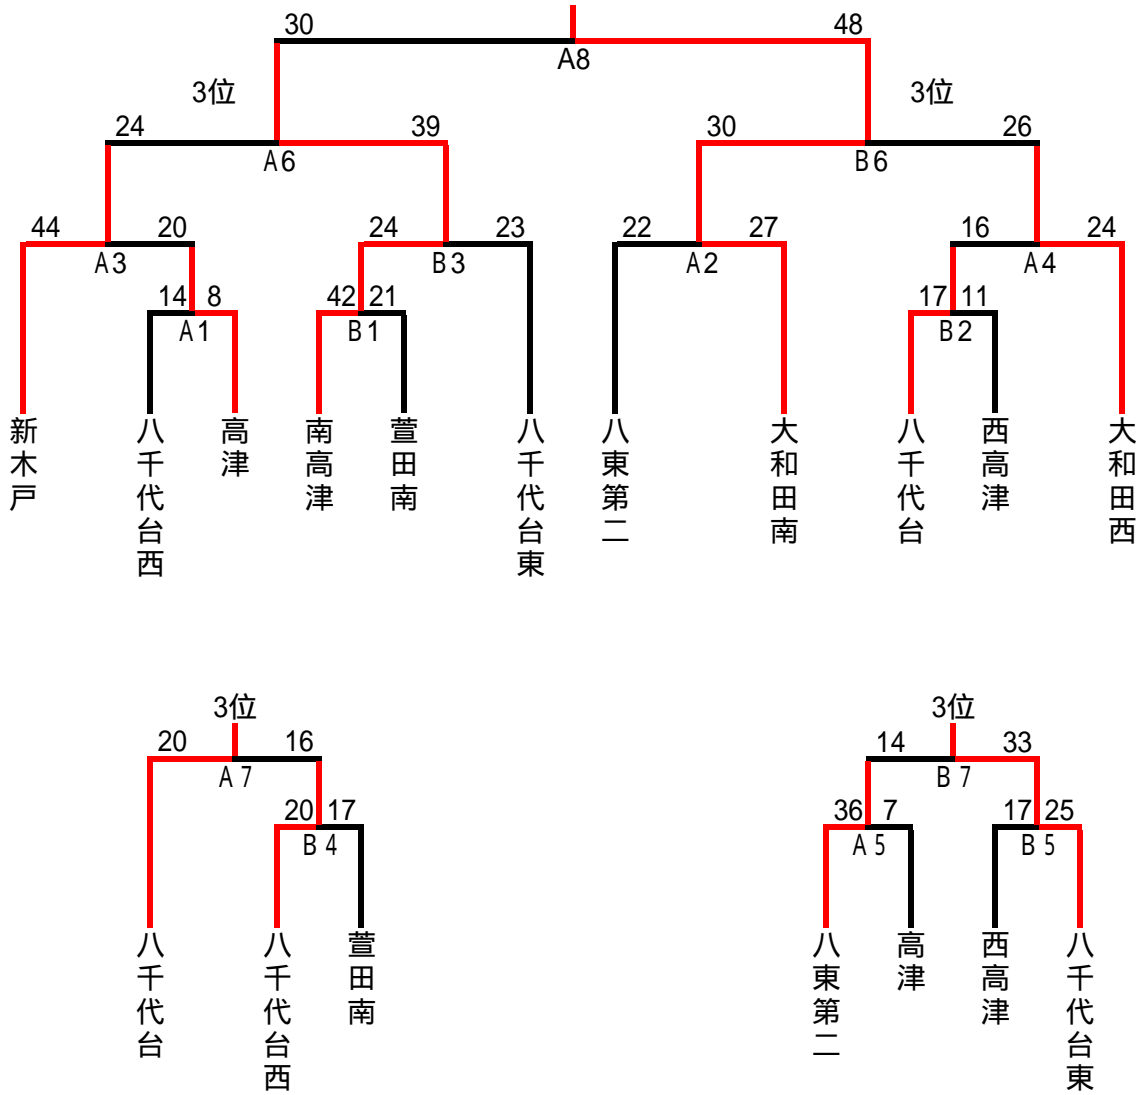 30 48
A8
3位 3位
24 39 30 26
A6 B6
44 20 24 23 22 27 16 24
A3 B3 A2 A4
14 8 42 21 17 11
A1 B1 B2
新木戸
八千代台西
高津
南高津
萱田南
八千代台東
八東第二
大和田南
八千代台
西高津
大和田西
3位 3位
20 16 14 33
A7 B7
20 17 36 7 17 25
B4 A5 B5
八千代台
八千代台西
萱田南
八東第二
高津
西高津
八千代台東